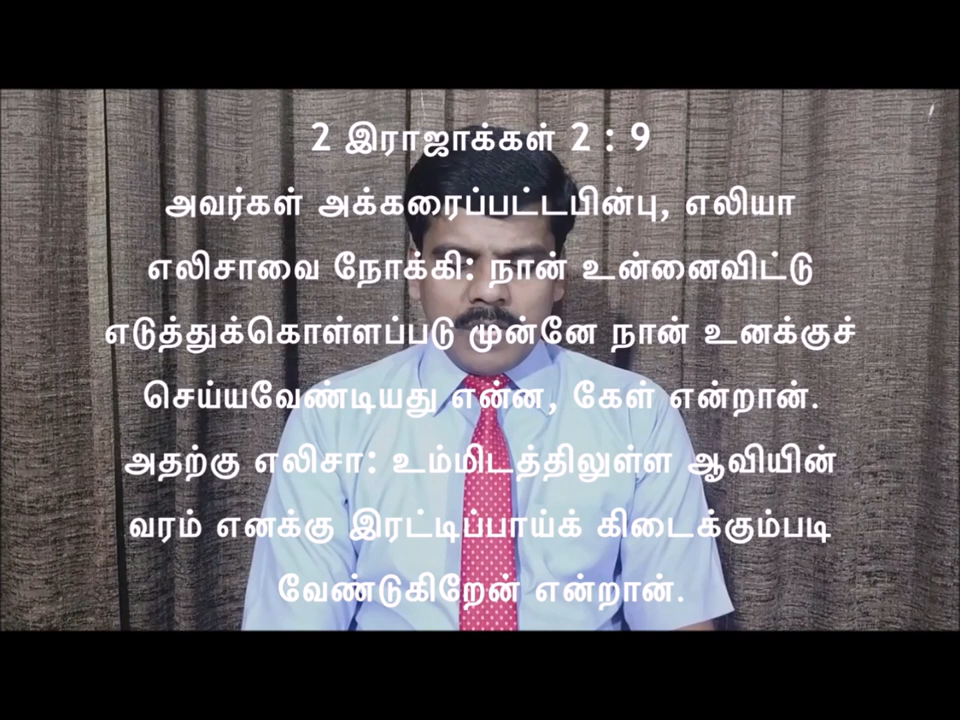 2 இராஜாக்கள் 2 : 9
அவர்கள் அக்கரைப்பட்டபின்பு, எலியா
எலிசாவை நோக்கி: நான் உன்னைவிட்டு
எடுத்துக்கொள்ளப்படு முன்னே நான் உனக்குச்
செய்யவேண்டியது என்ன, கேள் என்றான்.
அதற்கு எலிசா: உம்மிடத்திலுள்ள ஆவியின்
வரம் எனக்கு இரட்டிப்பாய்க் கிடைக்கும்படி
வேண்டுகிறேன் என்றான்.